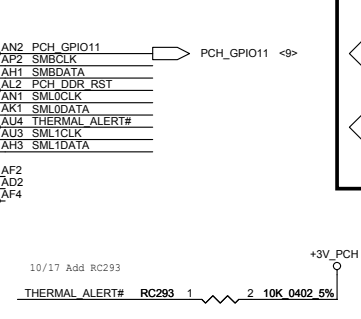 AN2 PCH_GPIO11 PCH_GPIO11 <9>
AP2 SMBCLK
AH1 SMBDATA
AL2 PCH_DDR_RST
AN1 SML0CLK
AK1 SML0DATA
AU4 THERMAL_ALERT#
AU3 SML1CLK
AH3 SML1DATA
AF2
AD2
AF4
+3V_PCH
10/17 Add RC293
THERMAL_ALERT# RC293 1 2 10K_0402_5%